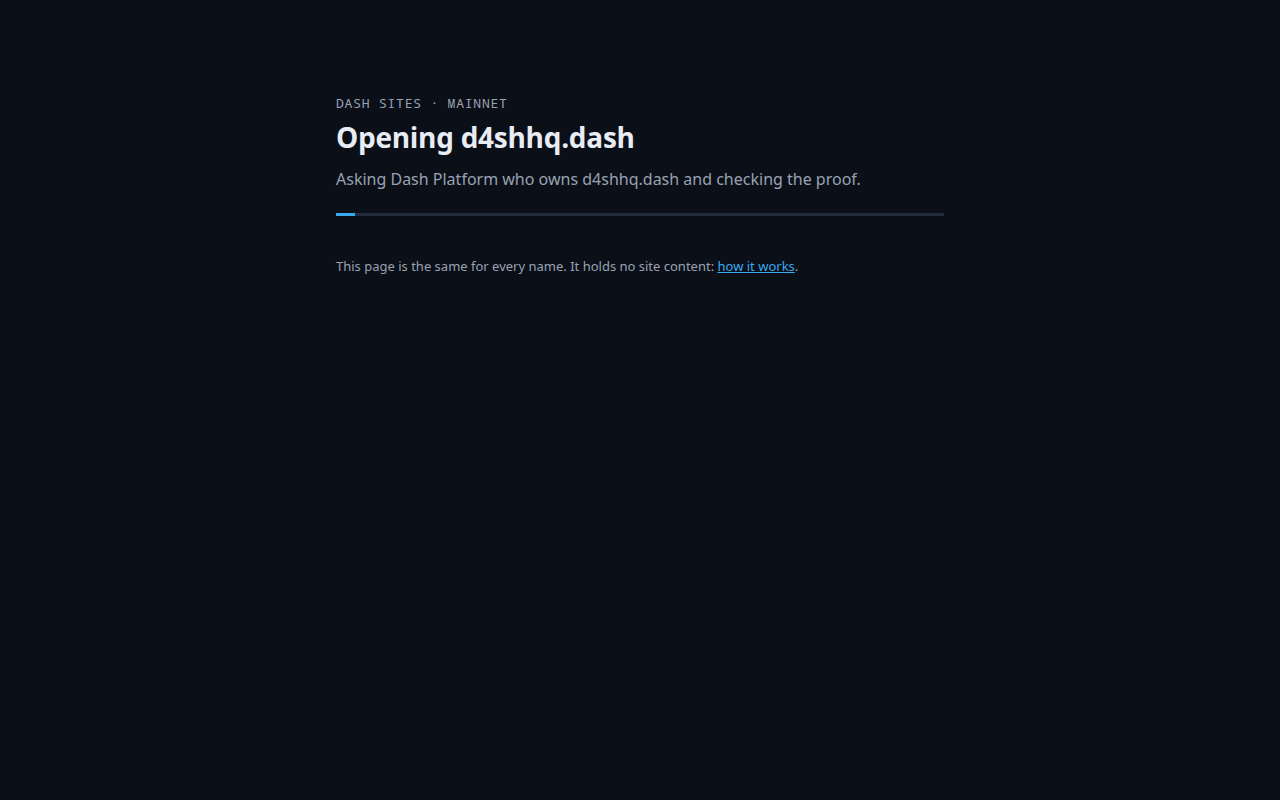 DASH SITES · MAINNET
Opening d4shhq.dash
Asking Dash Platform who owns d4shhq.dash and checking the proof.
This page is the same for every name. It holds no site content: how it works.